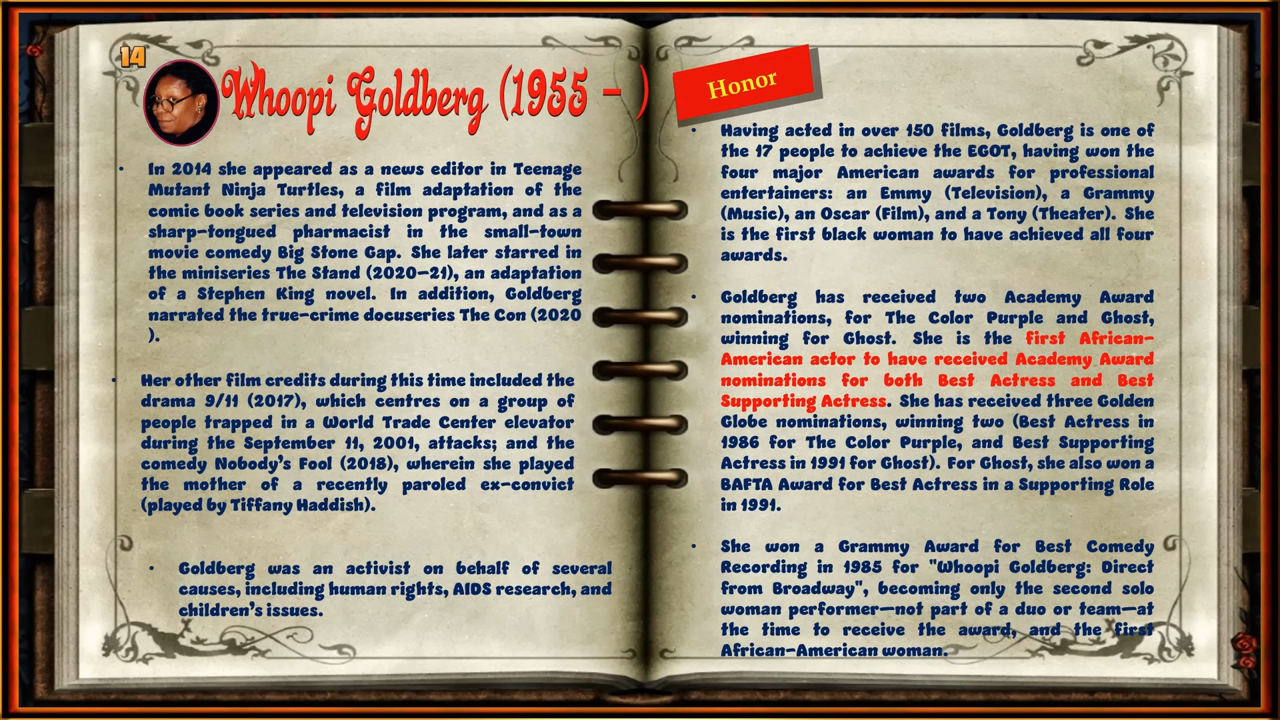 14
Whoopi Goldberg (1955 - )
• In 2014 she appeared as a news editor in Teenage
Mutant Ninja Turtles, a film adaptation of the
comic book series and television program, and as a
sharp-tongued pharmacist in the small-town
movie comedy Big Stone Gap. She later starred in
the miniseries The Stand (2020–21), an adaptation
of a Stephen King novel. In addition, Goldberg
narrated the true-crime docuseries The Con (2020
).
• Her other film credits during this time included the
drama 9/11 (2017), which centres on a group of
people trapped in a World Trade Center elevator
during the September 11, 2001, attacks; and the
comedy Nobody's Fool (2018), wherein she played
the mother of a recently paroled ex-convict
(played by Tiffany Haddish).
• Goldberg was an activist on behalf of several
causes, including human rights, AIDS research, and
children's issues.
Honor
• Having acted in over 150 films, Goldberg is one of
the 17 people to achieve the EGOT, having won the
four major American awards for professional
entertainers: an Emmy (Television), a Grammy
(Music), an Oscar (Film), and a Tony (Theater). She
is the first black woman to have achieved all four
awards.
• Goldberg has received two Academy Award
nominations, for The Color Purple and Ghost,
winning for Ghost. She is the first African-
American actor to have received Academy Award
nominations for both Best Actress and Best
Supporting Actress. She has received three Golden
Globe nominations, winning two (Best Actress in
1986 for The Color Purple, and Best Supporting
Actress in 1991 for Ghost). For Ghost, she also won a
BAFTA Award for Best Actress in a Supporting Role
in 1991.
• She won a Grammy Award for Best Comedy
Recording in 1985 for "Whoopi Goldberg: Direct
from Broadway", becoming only the second solo
woman performer—not part of a duo or team—at
the time to receive the award, and the first
African-American woman.